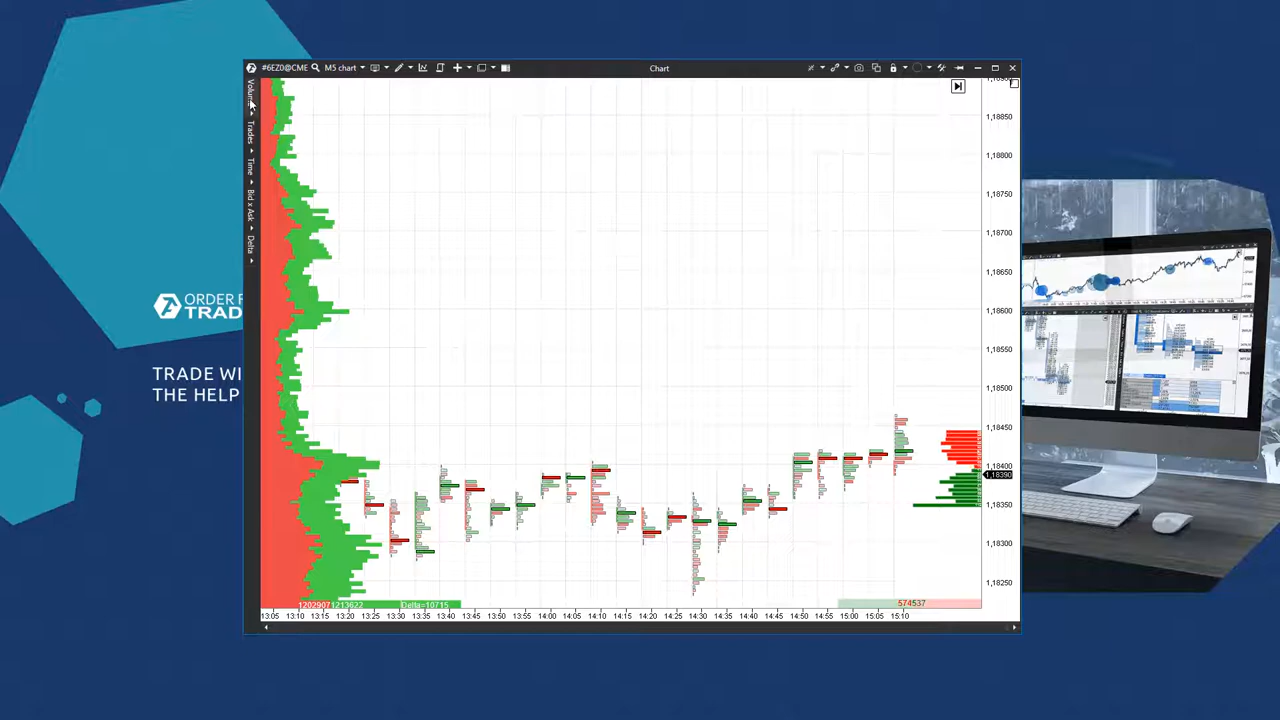 #6EZ0@CME
M5 chart
Chart
Volume
Trades
Time
Bid x Ask
Delta
1,18850
1,18800
1,18750
1,18700
1,18650
1,18600
1,18550
1,18500
1,18450
1,18400
1,18390
1,18350
1,18300
1,18250
1202907 1213622
Delta=10715
574537
13:05 13:10 13:15 13:20 13:25 13:30 13:35 13:40 13:45 13:50 13:55 14:00 14:05 14:10 14:15 14:20 14:25 14:30 14:35 14:40 14:45 14:50 14:55 15:00 15:05 15:10
ORDER
TRAD
TRADE WI
THE HELP